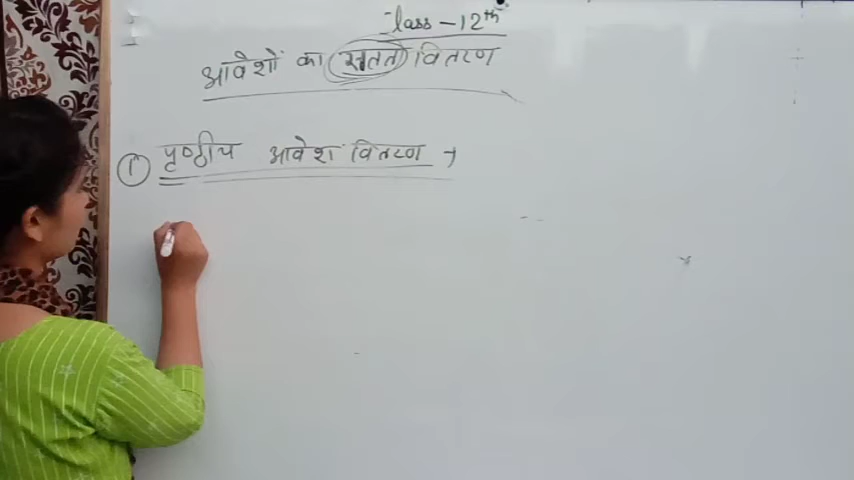 Class - 12th
आवेशों का सतत वितरण
① पृष्ठीय आवेश वितरण →